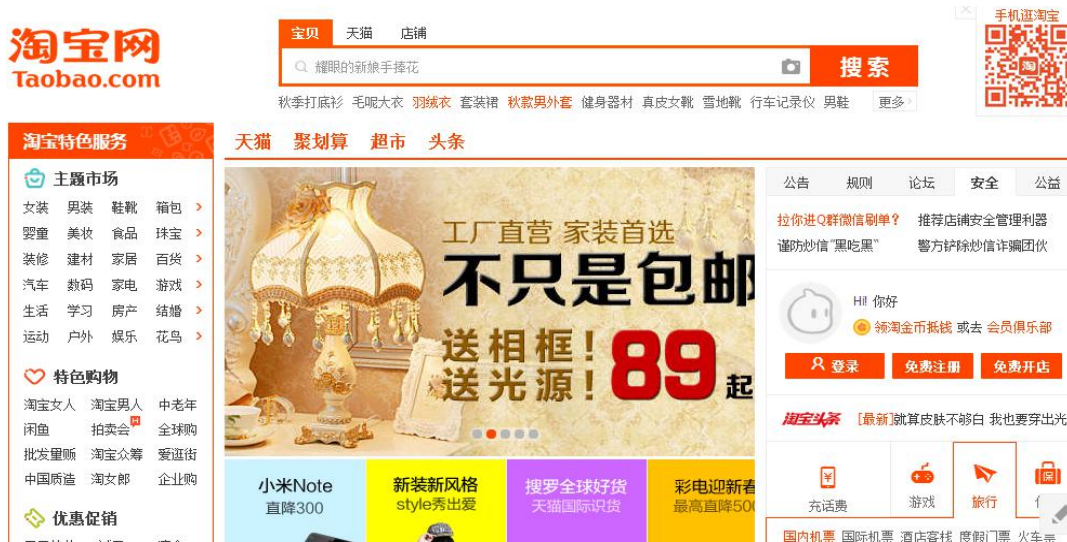 手机逛淘宝
淘宝网
Taobao.com
宝贝 天猫 店铺
耀眼的新娘手捧花
搜索
秋季打底衫 毛呢大衣 羽绒衣 套装裙 秋款男外套 健身器材 真皮女靴 雪地靴 行车记录仪 男鞋 更多
淘
淘宝特色服务
天猫 聚划算 超市 头条
主题市场
女装 男装 鞋靴 箱包
婴童 美妆 食品 珠宝
装修 建材 家居 百货
汽车 数码 家电 游戏
生活 学习 房产 结婚
运动 户外 娱乐 花鸟
特色购物
淘宝女人 淘宝男人 中老年
闲鱼 拍卖会 H 全球购
批发量贩 淘宝众筹 爱逛街
中国质造 淘女郎 企业购
优惠促销
工厂直营 家装首选
不只是包邮
送相框!
送光源!
89起
小米Note
直降300
新装新风格
style秀出爱
搜罗全球好货
天猫国际识货
彩电迎新春
最高直降500
公告 规则 论坛 安全 公益
拉你进Q群微信刷单? 推荐店铺安全管理利器
谨防炒信"黑吃黑" 警方铲除炒信诈骗团伙
Hi! 你好
领淘金币抵钱 或去 会员俱乐部
登录 免费注册 免费开店
淘宝头条 [最新]就算皮肤不够白 我也要穿出光
充话费 游戏 旅行
保
国内机票 国际机票 酒店客栈 度假门票 火车票